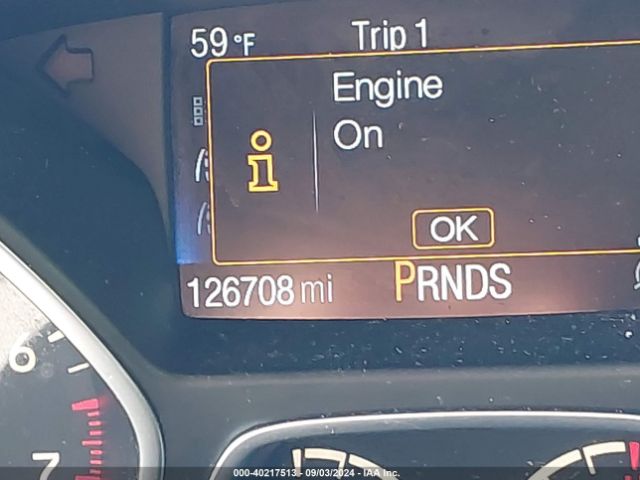 59°F Trip 1
Engine
On
i
OK
126708 mi PRNDS
6
7
000-40217513 - 09/03/2024 - IAA Inc.